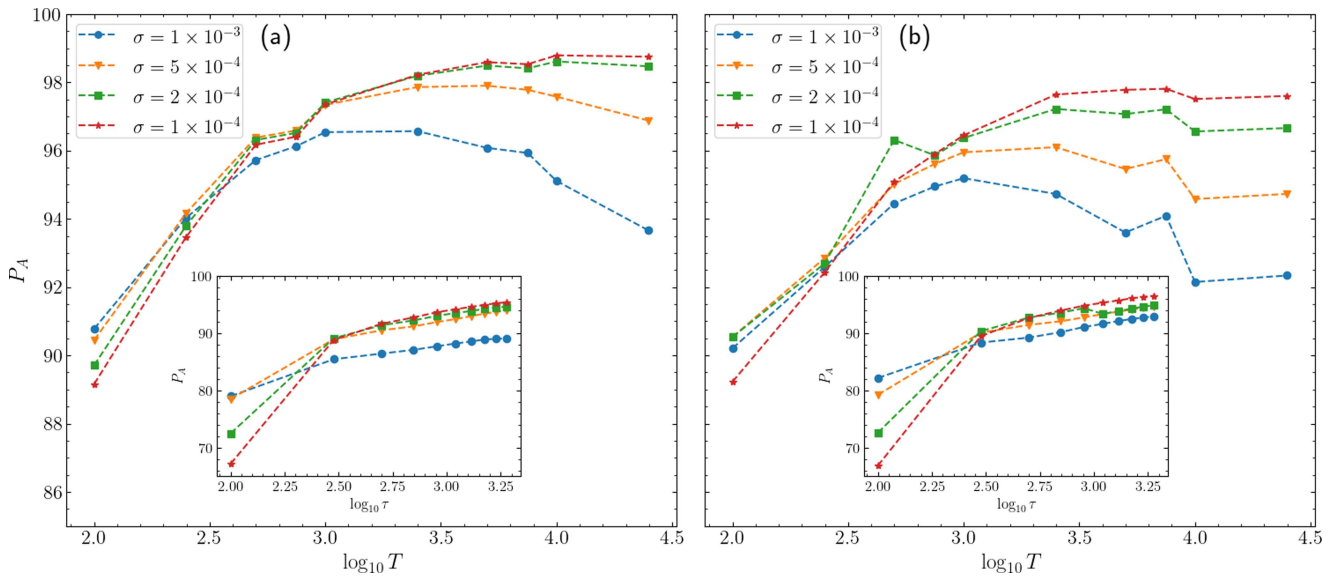 (a)
σ = 1 × 10⁻³
σ = 5 × 10⁻⁴
σ = 2 × 10⁻⁴
σ = 1 × 10⁻⁴
P_A
100
98
96
94
92
90
88
86
2.0 2.5 3.0 3.5 4.0 4.5
log₁₀ T
P_A
100
90
80
70
2.00 2.25 2.50 2.75 3.00 3.25
log₁₀ τ
(b)
σ = 1 × 10⁻³
σ = 5 × 10⁻⁴
σ = 2 × 10⁻⁴
σ = 1 × 10⁻⁴
2.0 2.5 3.0 3.5 4.0 4.5
log₁₀ T
P_A
100
90
80
70
2.00 2.25 2.50 2.75 3.00 3.25
log₁₀ τ